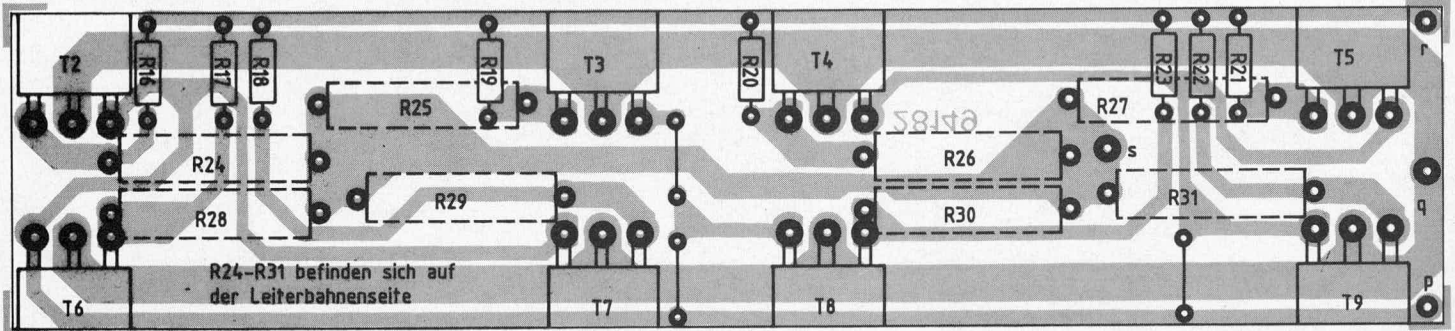 T2
R16
R17
R18
R19
T3
R20
T4
R23
R22
R21
T5
r
R25
R27
28149
R24
R26
s
R28
R29
R30
R31
q
R24-R31 befinden sich auf
der Leiterbahnenseite
T6
T7
T8
T9
p